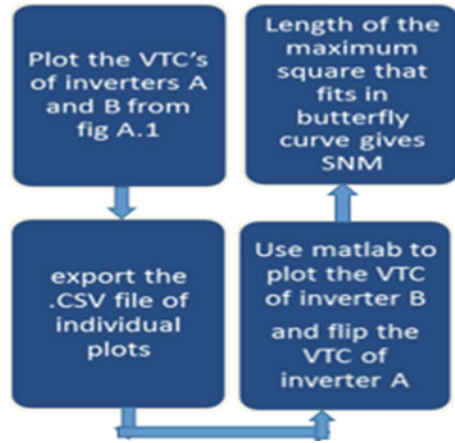 Plot the VTC's
of inverters A
and B from
fig A.1
export the
.CSV file of
individual
plots
Use matlab to
plot the VTC
of inverter B
and flip the
VTC of
inverter A
Length of the
maximum
square that
fits in
butterfly
curve gives
SNM